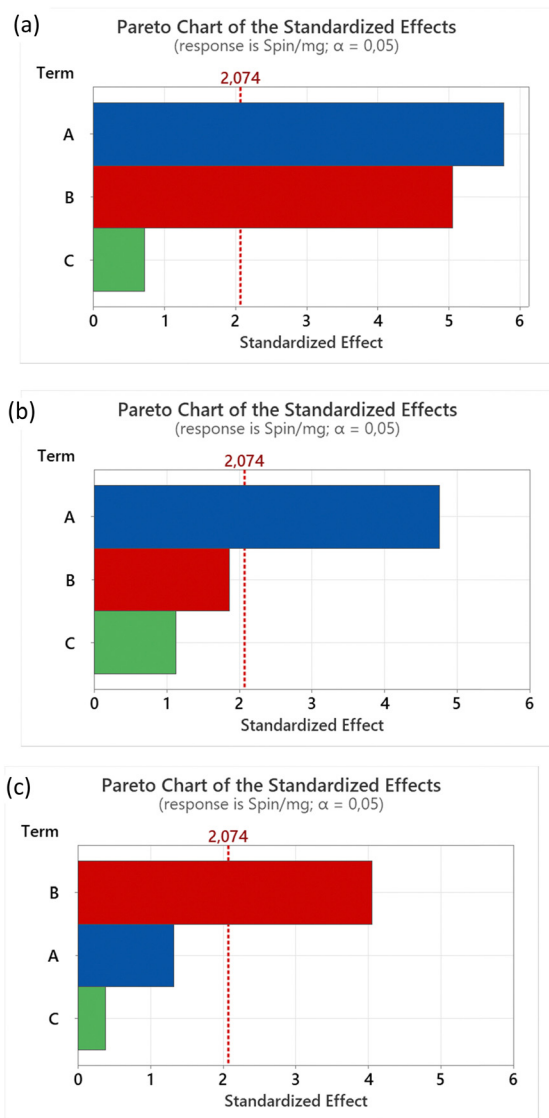 (a)
Pareto Chart of the Standardized Effects
(response is Spin/mg; α = 0,05)
Term
2,074
A
B
C
0 1 2 3 4 5 6
Standardized Effect
(b)
Pareto Chart of the Standardized Effects
(response is Spin/mg; α = 0,05)
Term
2,074
A
B
C
0 1 2 3 4 5 6
Standardized Effect
(c)
Pareto Chart of the Standardized Effects
(response is Spin/mg; α = 0,05)
Term
2,074
B
A
C
0 1 2 3 4 5 6
Standardized Effect